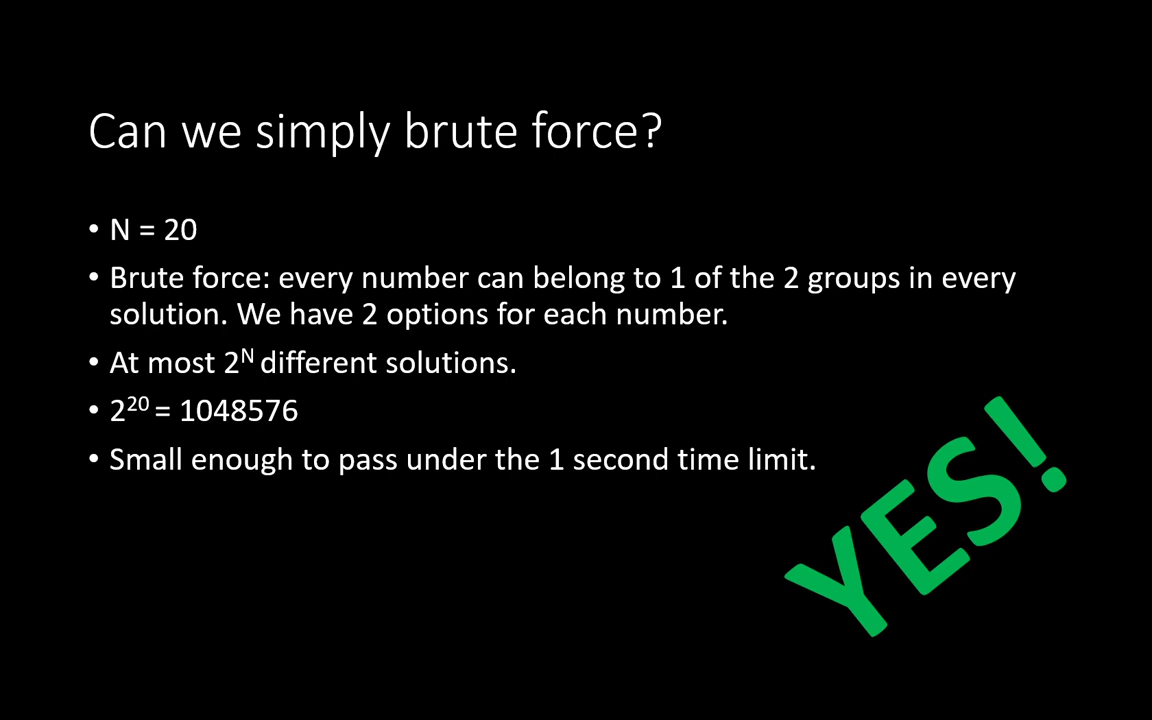 Can we simply brute force?
• N = 20
• Brute force: every number can belong to 1 of the 2 groups in every
solution. We have 2 options for each number.
• At most 2ᴺ different solutions.
• 2²⁰ = 1048576
• Small enough to pass under the 1 second time limit.
YES!